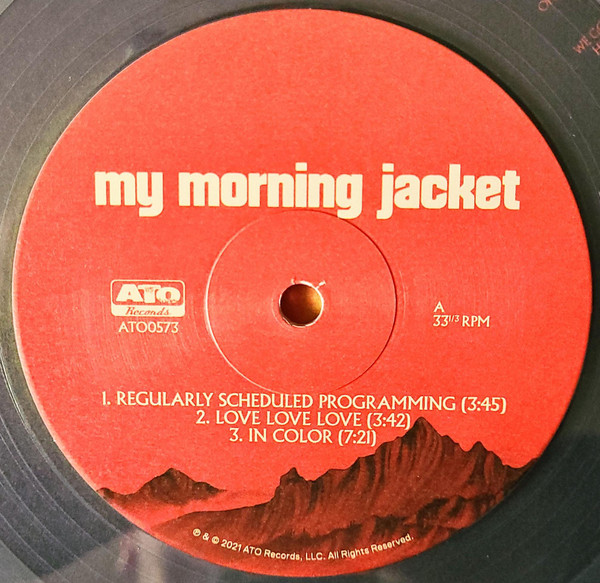 my morning jacket
ATO
Records
ATO0573
A
33 1/3 RPM
1. REGULARLY SCHEDULED PROGRAMMING (3:45)
2. LOVE LOVE LOVE (3:42)
3. IN COLOR (7:21)
℗ & © 2021 ATO Records, LLC. All Rights Reserved.